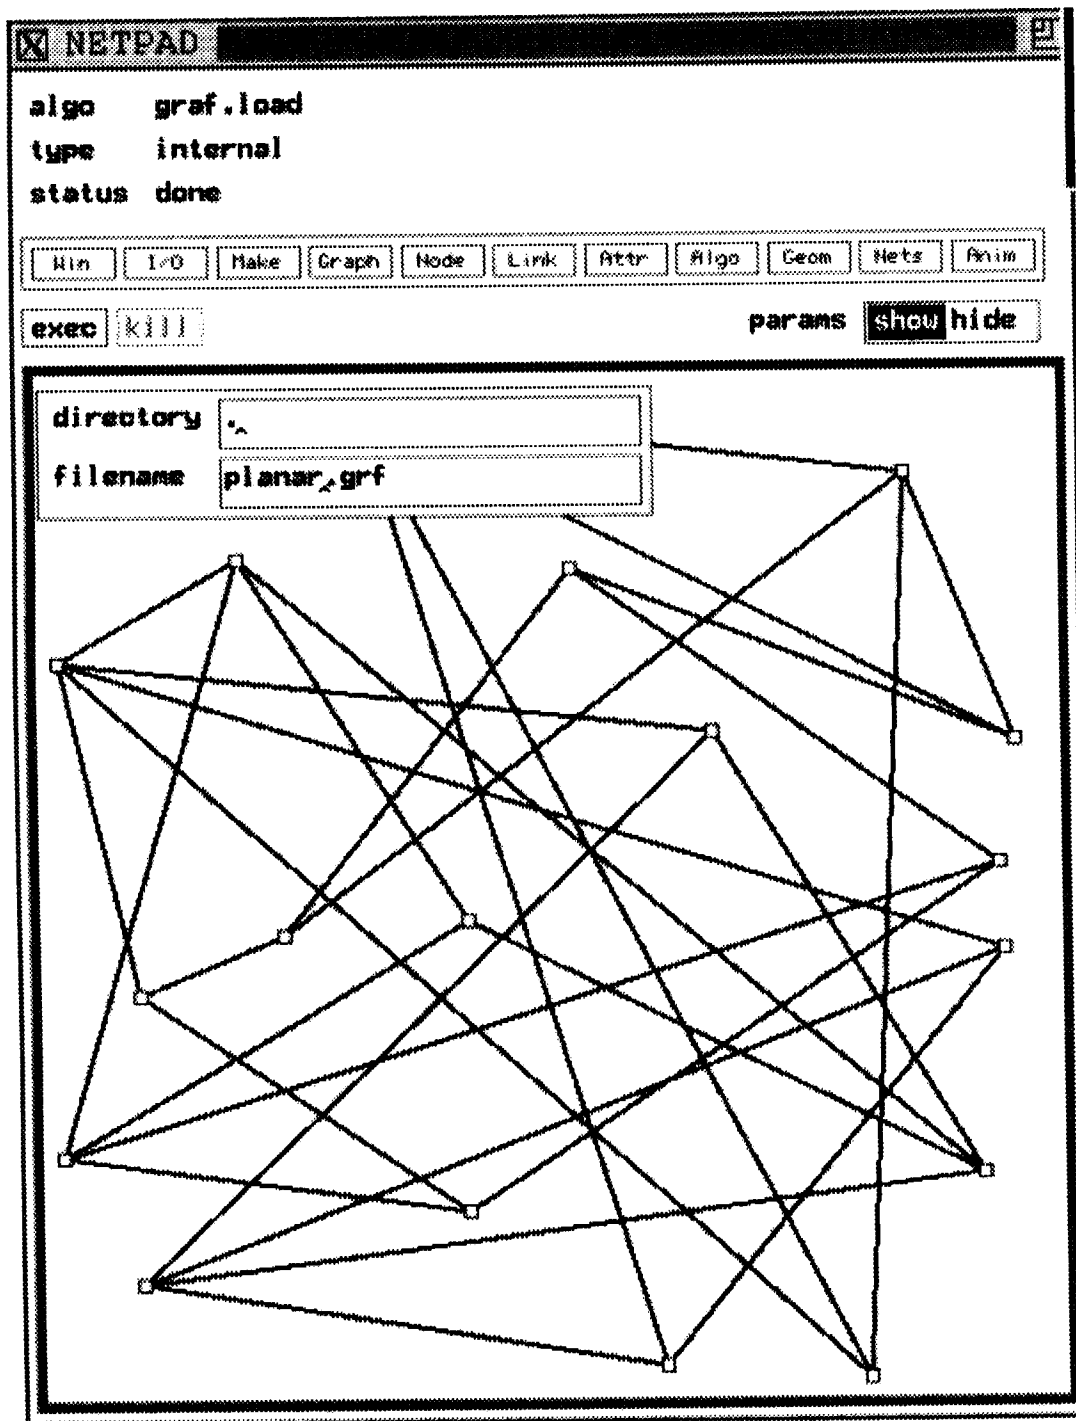 NETPAD
algo graf.load
type internal
status done
Win I/O Make Graph Node Link Attr Algo Geom Nets Anim
exec kill params show hide
directory .
filename planar.grf